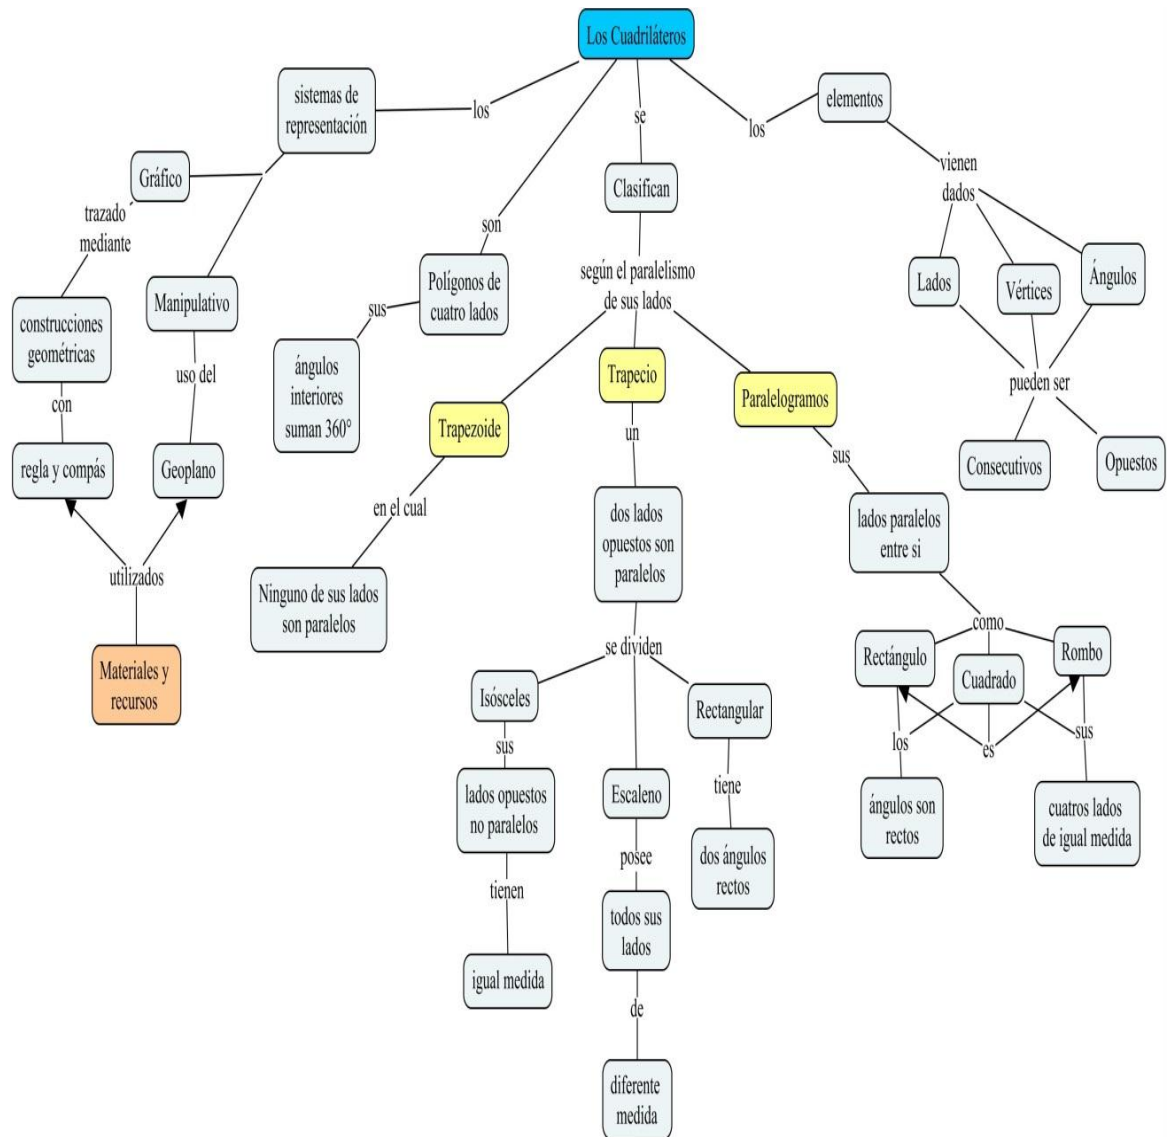 Los Cuadriláteros
sistemas de
representación
los
se
los
elementos
Gráfico
trazado
mediante
construcciones
geométricas
con
regla y compás
Manipulativo
uso del
Geoplano
utilizados
Materiales y
recursos
son
Polígonos de
cuatro lados
sus
ángulos
interiores
suman 360°
Clasifican
según el paralelismo
de sus lados
Trapezoide
en el cual
Ninguno de sus lados
son paralelos
Trapecio
un
dos lados
opuestos son
paralelos
se dividen
Isósceles
sus
lados opuestos
no paralelos
tienen
igual medida
Escaleno
posee
todos sus
lados
de
diferente
medida
Rectangular
tiene
dos ángulos
rectos
Paralelogramos
sus
lados paralelos
entre si
como
Rectángulo
Cuadrado
Rombo
los
es
sus
ángulos son
rectos
cuatros lados
de igual medida
vienen
dados
Lados
Vértices
Ángulos
pueden ser
Consecutivos
Opuestos